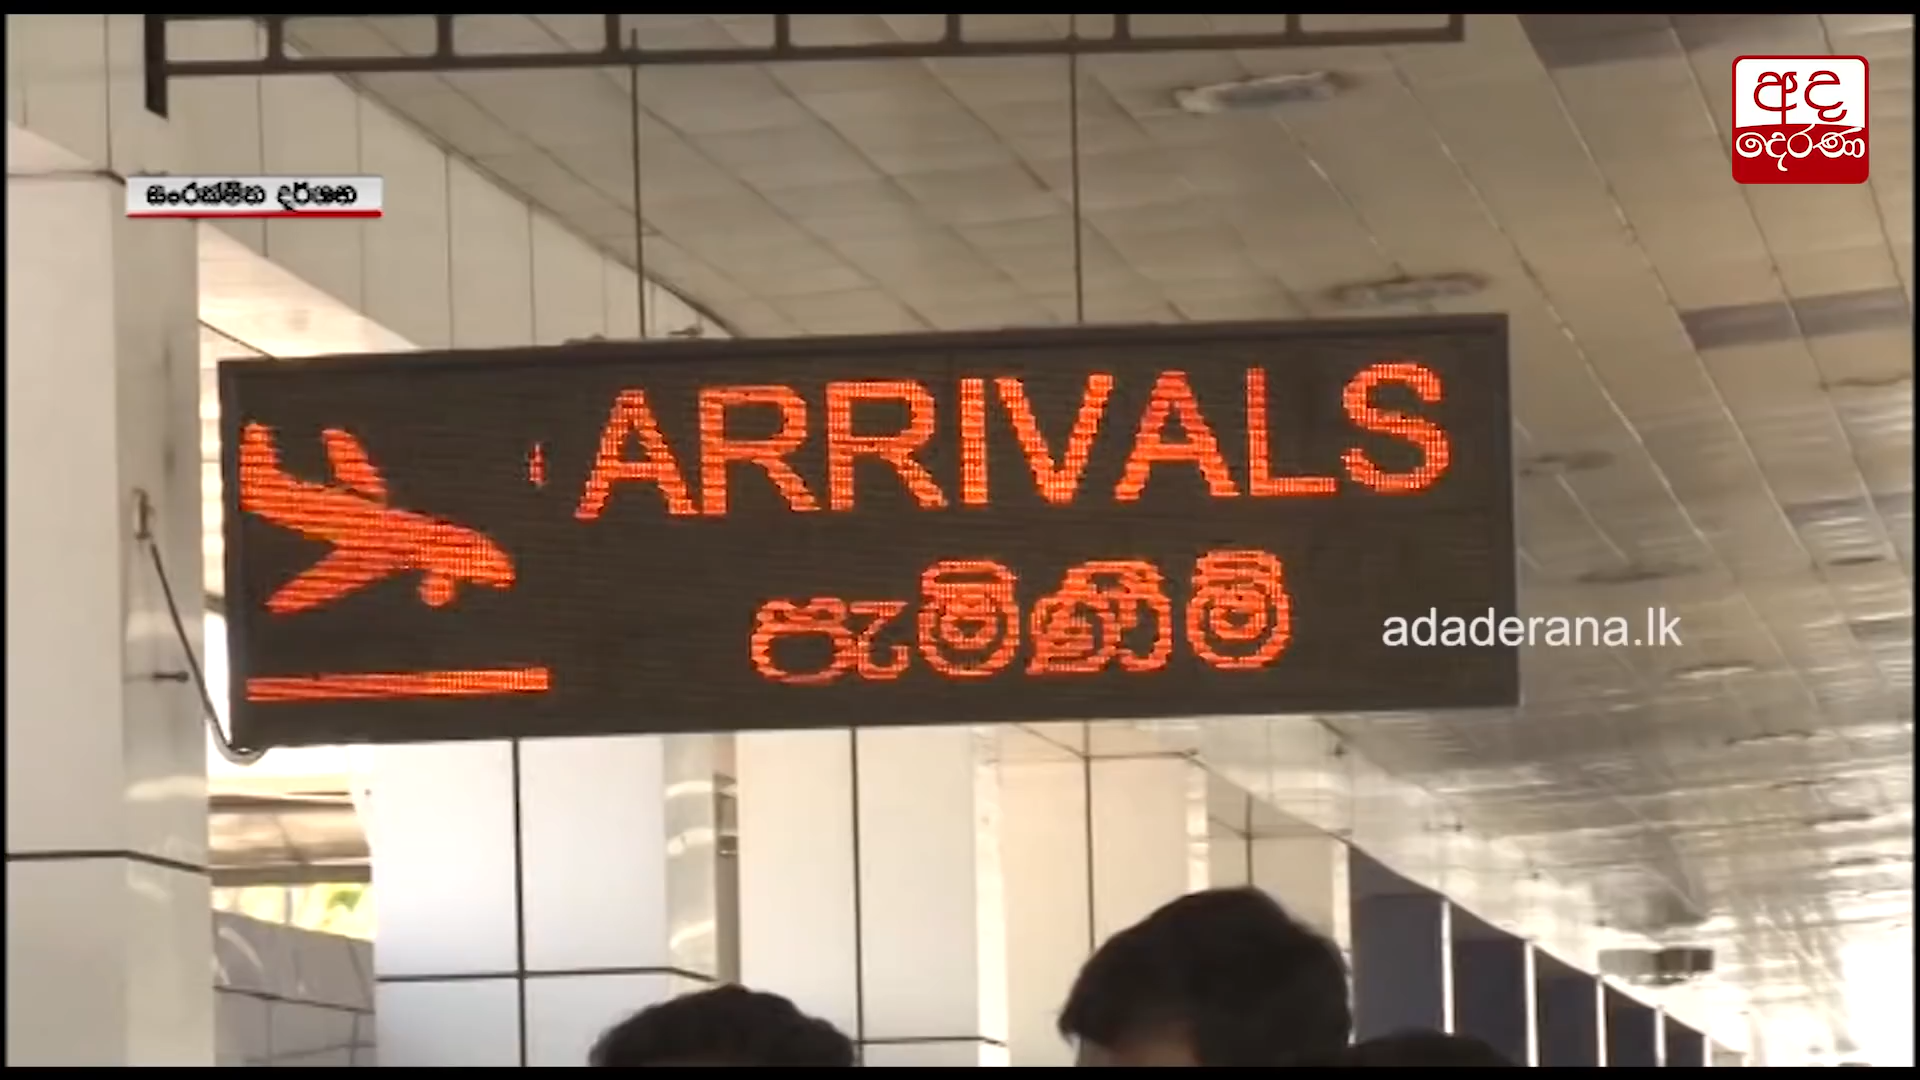 අද
දෙරණ
සංරක්ෂිත දර්ශන
ARRIVALS
පැමිණීම්
adaderana.lk